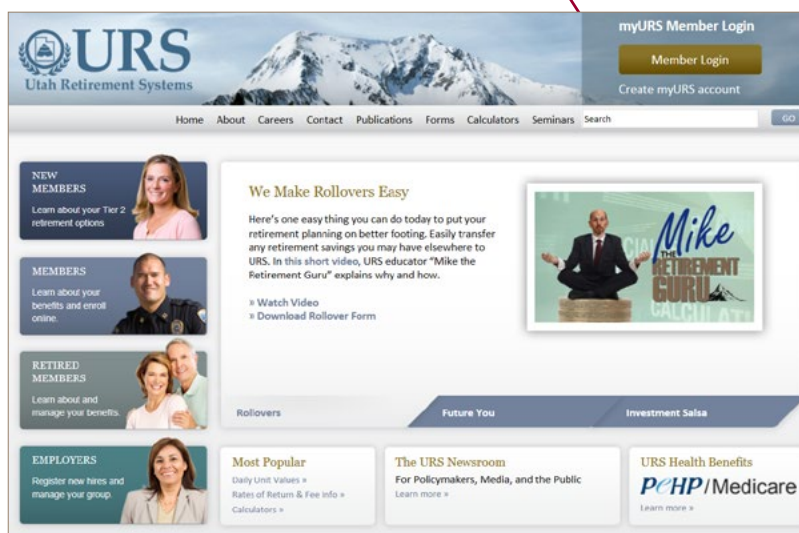 URS
Utah Retirement Systems
myURS Member Login
Member Login
Create myURS account
Home About Careers Contact Publications Forms Calculators Seminars Search GO
NEW
MEMBERS
Learn about your Tier 2
retirement options
MEMBERS
Learn about your
benefits and enroll
online.
RETIRED
MEMBERS
Learn about and
manage your benefits.
EMPLOYERS
Register new hires and
manage your group.
We Make Rollovers Easy
Here's one easy thing you can do today to put your
retirement planning on better footing. Easily transfer
any retirement savings you may have elsewhere to
URS. In this short video, URS educator “Mike the
Retirement Guru” explains why and how.
» Watch Video
» Download Rollover Form
Mike
THE
RETIREMENT
GURU
Rollovers Future You Investment Salsa
Most Popular
Daily Unit Values »
Rates of Return & Fee Info »
Calculators »
The URS Newsroom
For Policymakers, Media, and the Public
Learn more »
URS Health Benefits
PEHP/Medicare
Learn more »